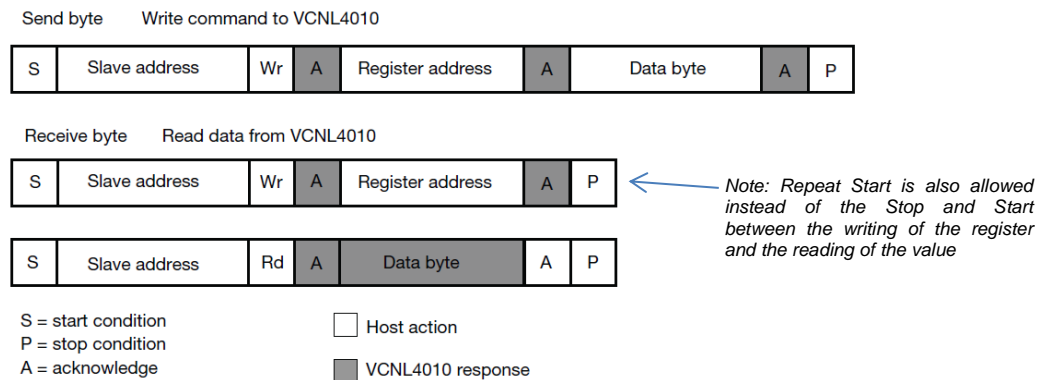 Send byte Write command to VCNL4010
S Slave address Wr A Register address A Data byte A P
Receive byte Read data from VCNL4010
S Slave address Wr A Register address A P
Note: Repeat Start is also allowed
instead of the Stop and Start
between the writing of the register
and the reading of the value
S Slave address Rd A Data byte A P
S = start condition
P = stop condition
A = acknowledge
Host action
VCNL4010 response